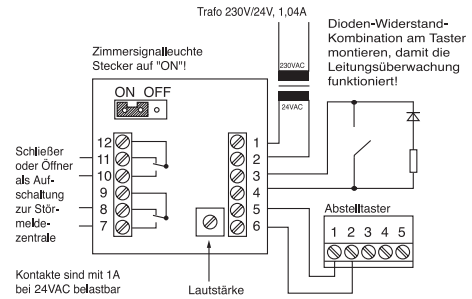 Trafo 230V/24V, 1,04A
Dioden-Widerstand-
Kombination am Taster
montieren, damit die
Leitungsüberwachung
funktioniert!
Zimmersignalleuchte
Stecker auf "ON"!
230VAC
24VAC
ON OFF
12
11
10
9
8
7
1
2
3
4
5
6
Schließer
oder Öffner
als Auf-
schaltung
zur Stör-
melde-
zentrale
Abstelltaster
1 2 3 4 5
Kontakte sind mit 1A
bei 24VAC belastbar
Lautstärke